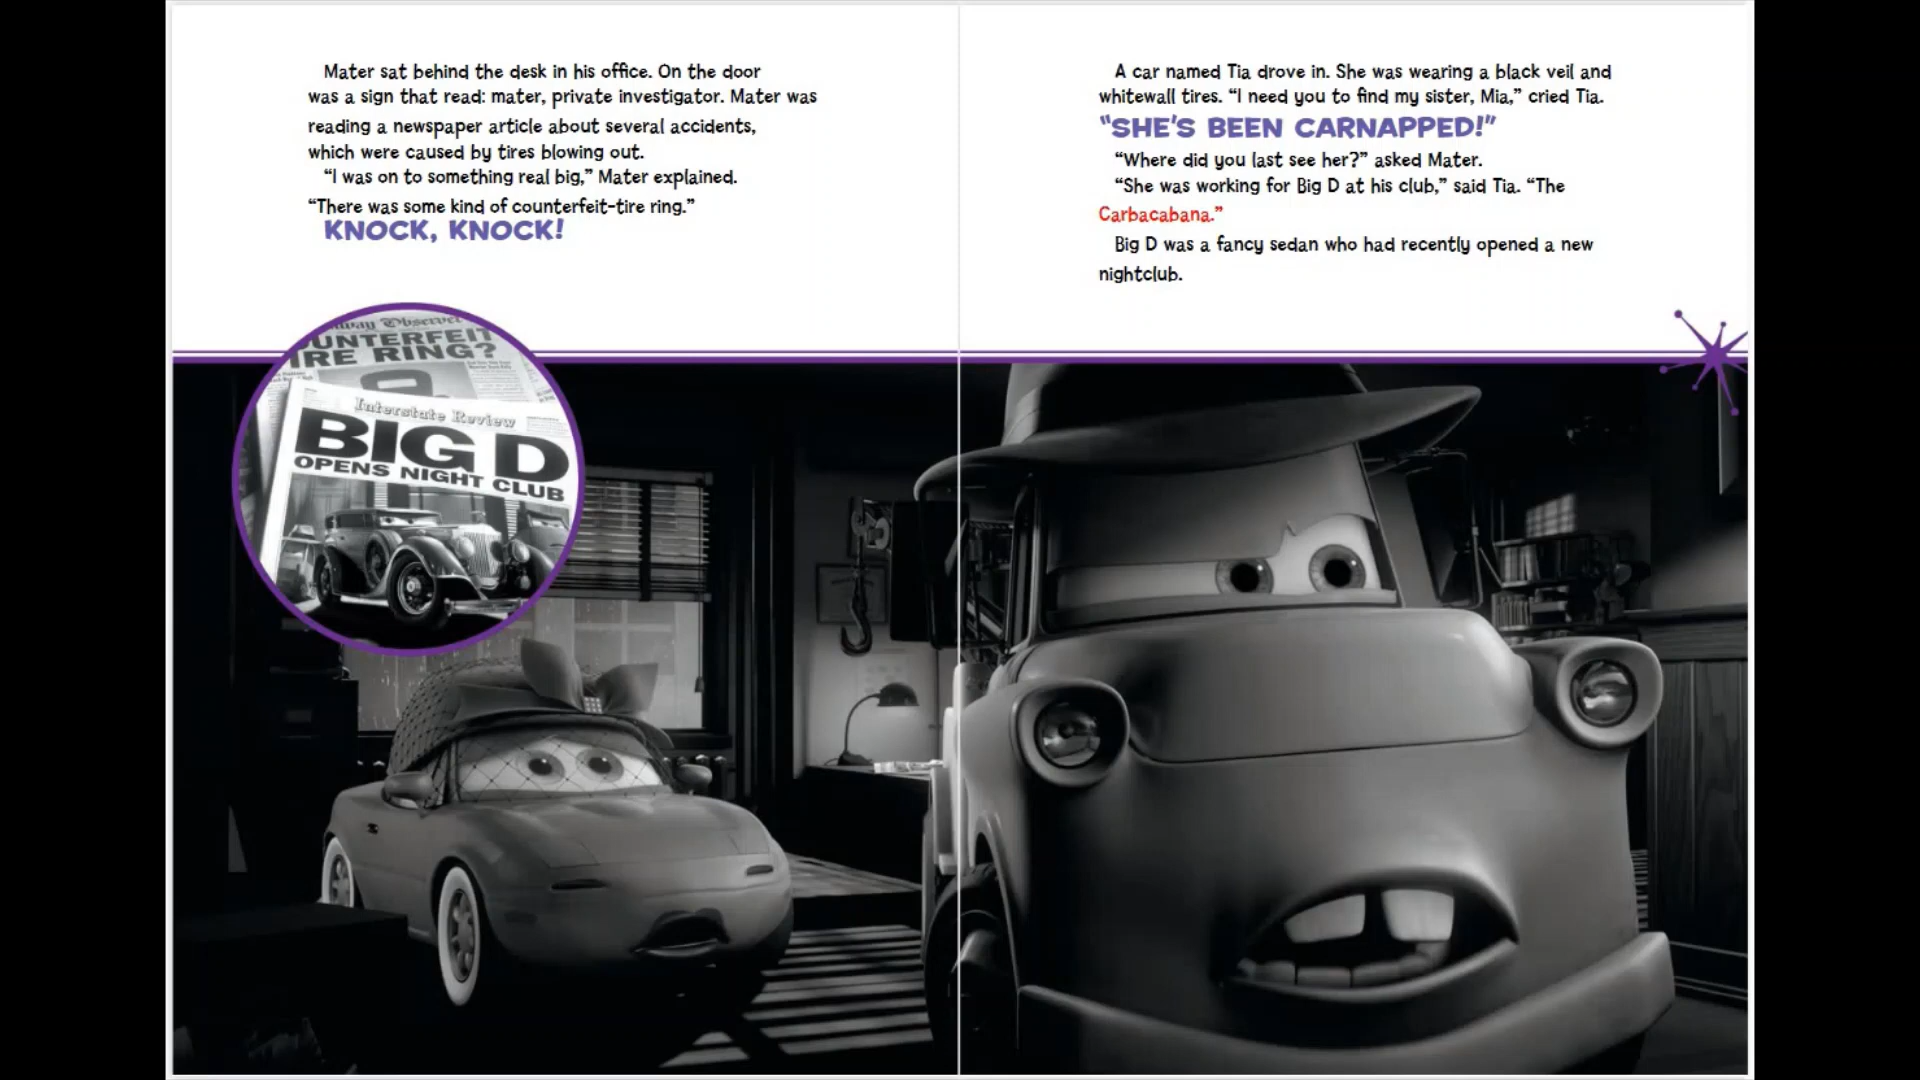 Mater sat behind the desk in his office. On the door
was a sign that read: mater, private investigator. Mater was
reading a newspaper article about several accidents,
which were caused by tires blowing out.
“I was on to something real big,” Mater explained.
“There was some kind of counterfeit-tire ring.”
KNOCK, KNOCK!
A car named Tia drove in. She was wearing a black veil and
whitewall tires. “I need you to find my sister, Mia,” cried Tia.
“SHE’S BEEN CARNAPPED!”
“Where did you last see her?” asked Mater.
“She was working for Big D at his club,” said Tia. “The
Carbacabana.”
Big D was a fancy sedan who had recently opened a new
nightclub.
Observer
UNTERFEIT
IRE RING?
Interstate Review
BIG D
OPENS NIGHT CLUB